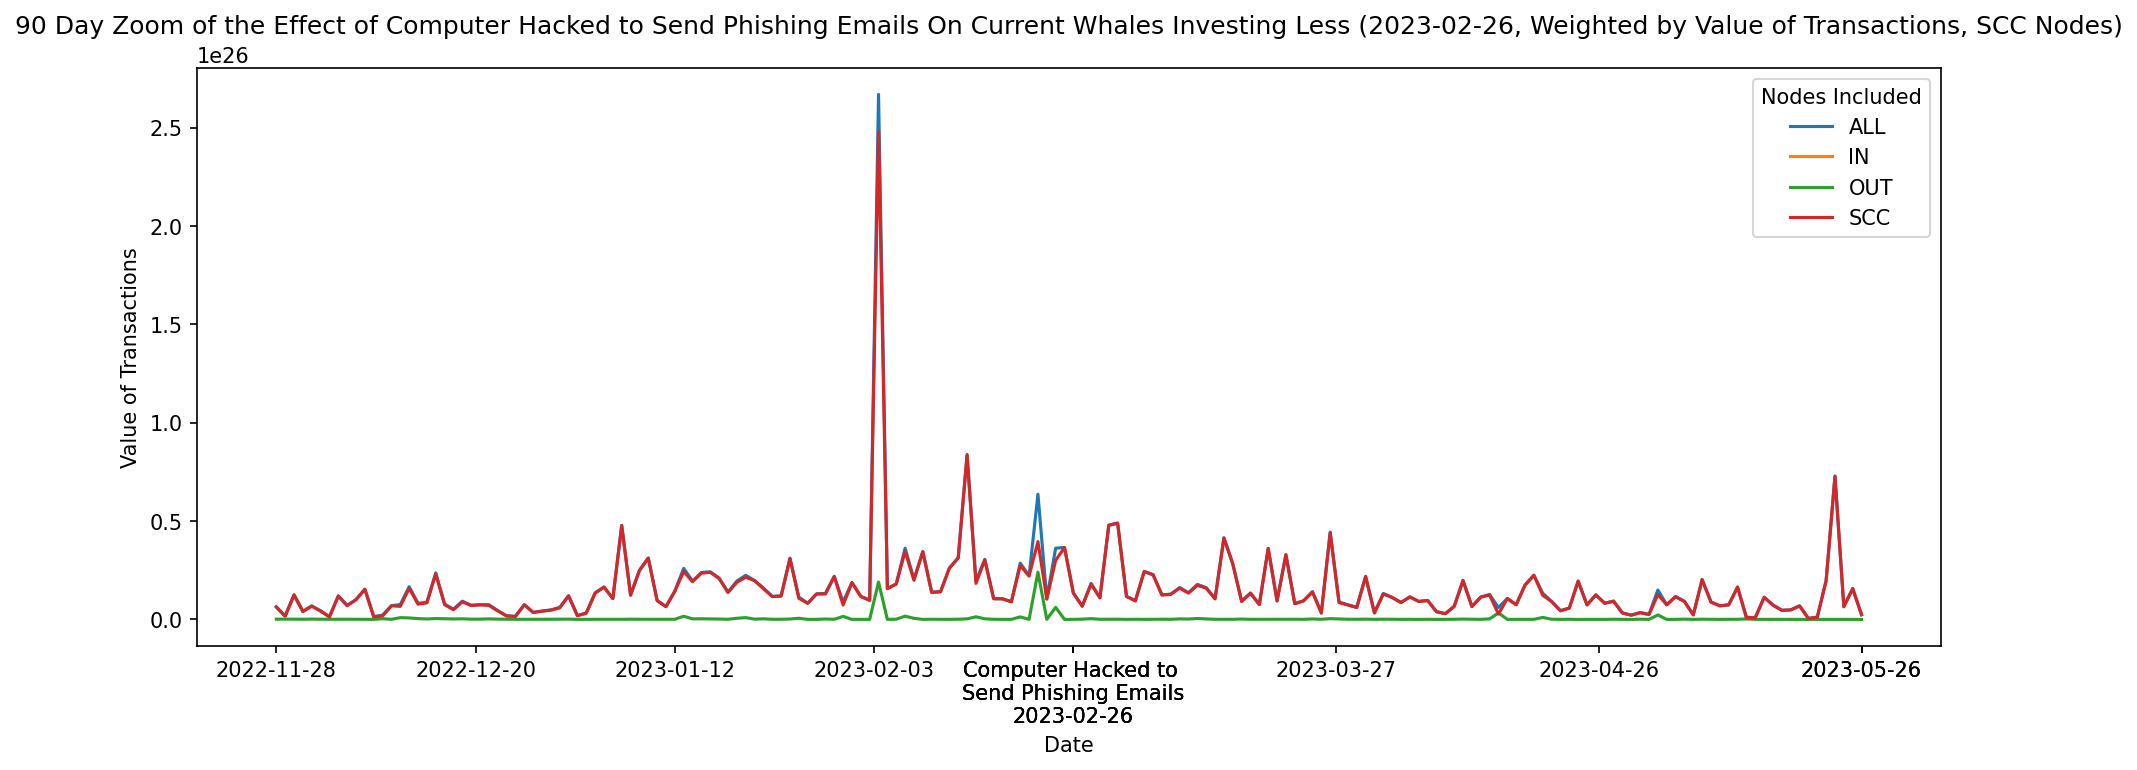 90 Day Zoom of the Effect of Computer Hacked to Send Phishing Emails On Current Whales Investing Less (2023-02-26, Weighted by Value of Transactions, SCC Nodes)
1e26
Nodes Included
ALL
IN
OUT
SCC
2.5
2.0
1.5
1.0
0.5
0.0
Value of Transactions
2022-11-28
2022-12-20
2023-01-12
2023-02-03
Computer Hacked to
Send Phishing Emails
2023-02-26
2023-03-27
2023-04-26
2023-05-26
Date